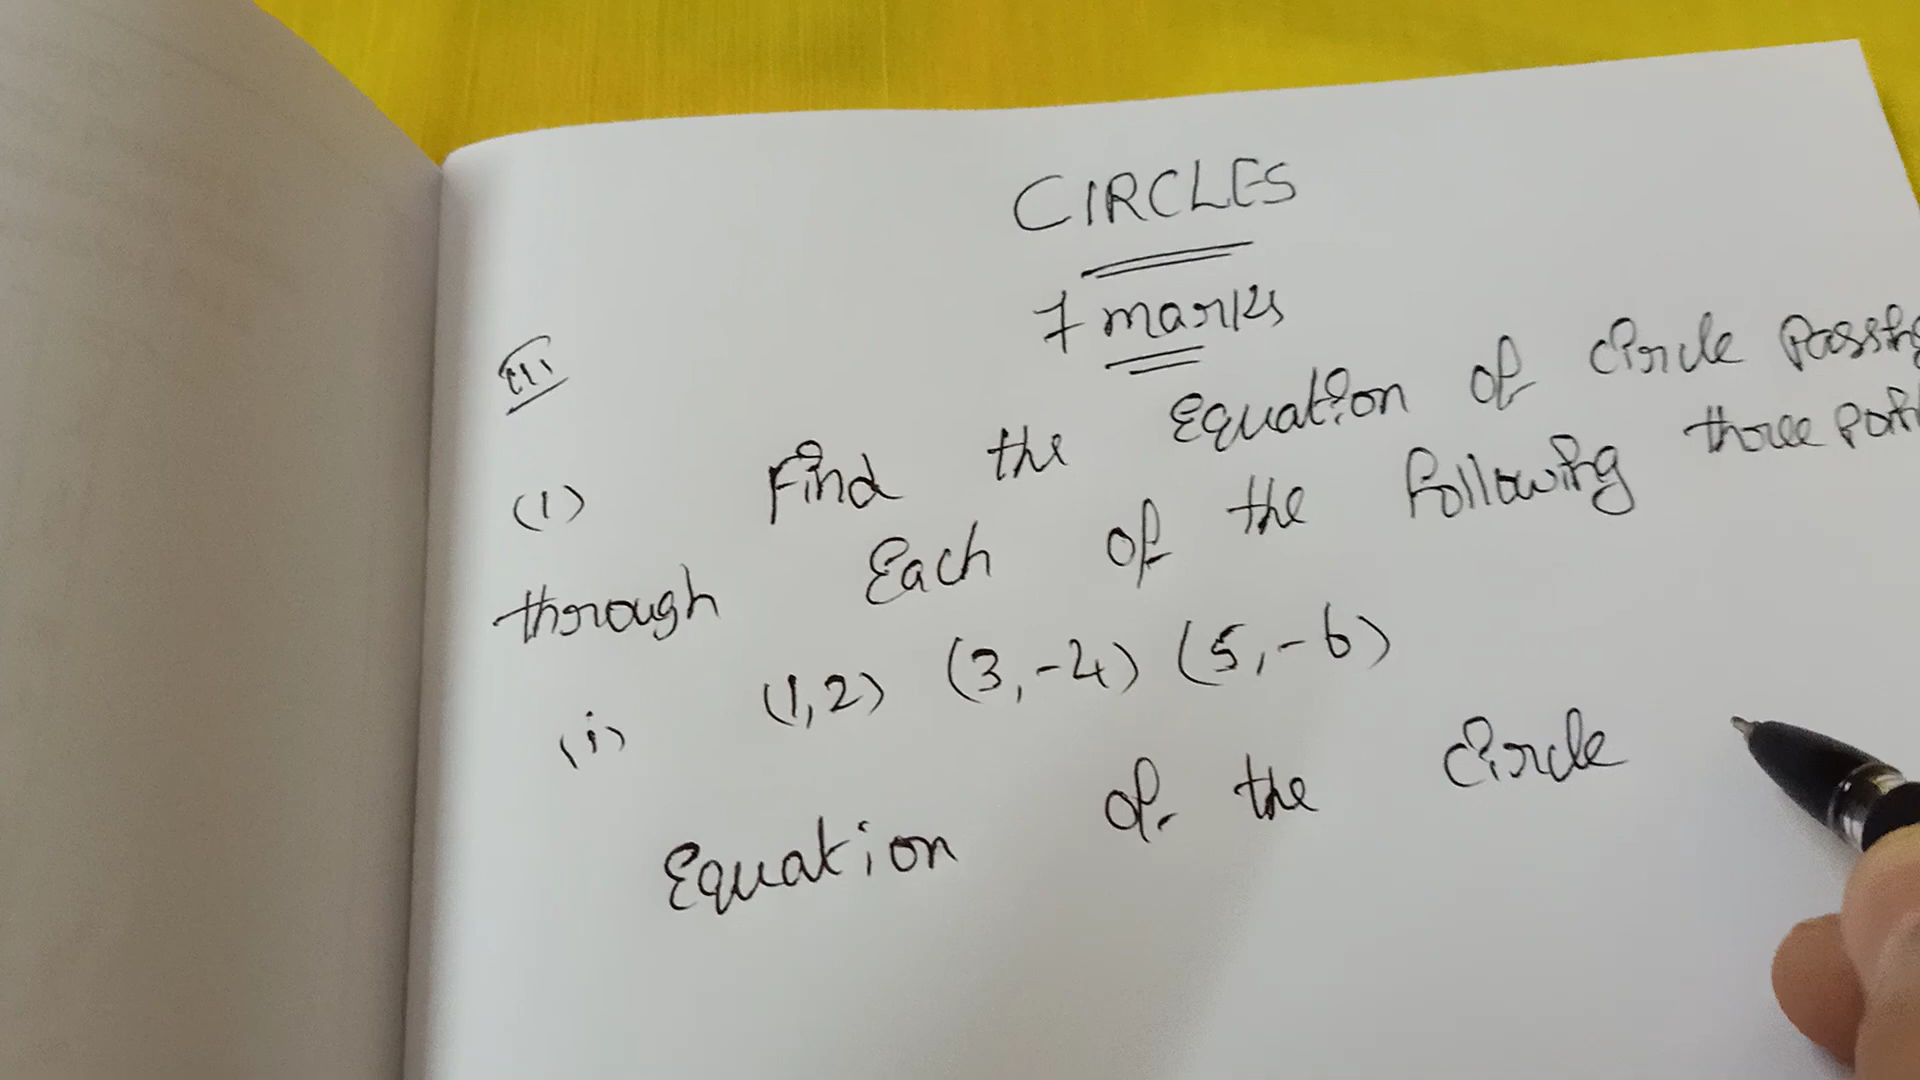 CIRCLES
7 marks
III
(1) Find the Equation of circle passing
through Each of the following three
(i) (1,2) (3,-4) (5,-6)
Equation of the circle